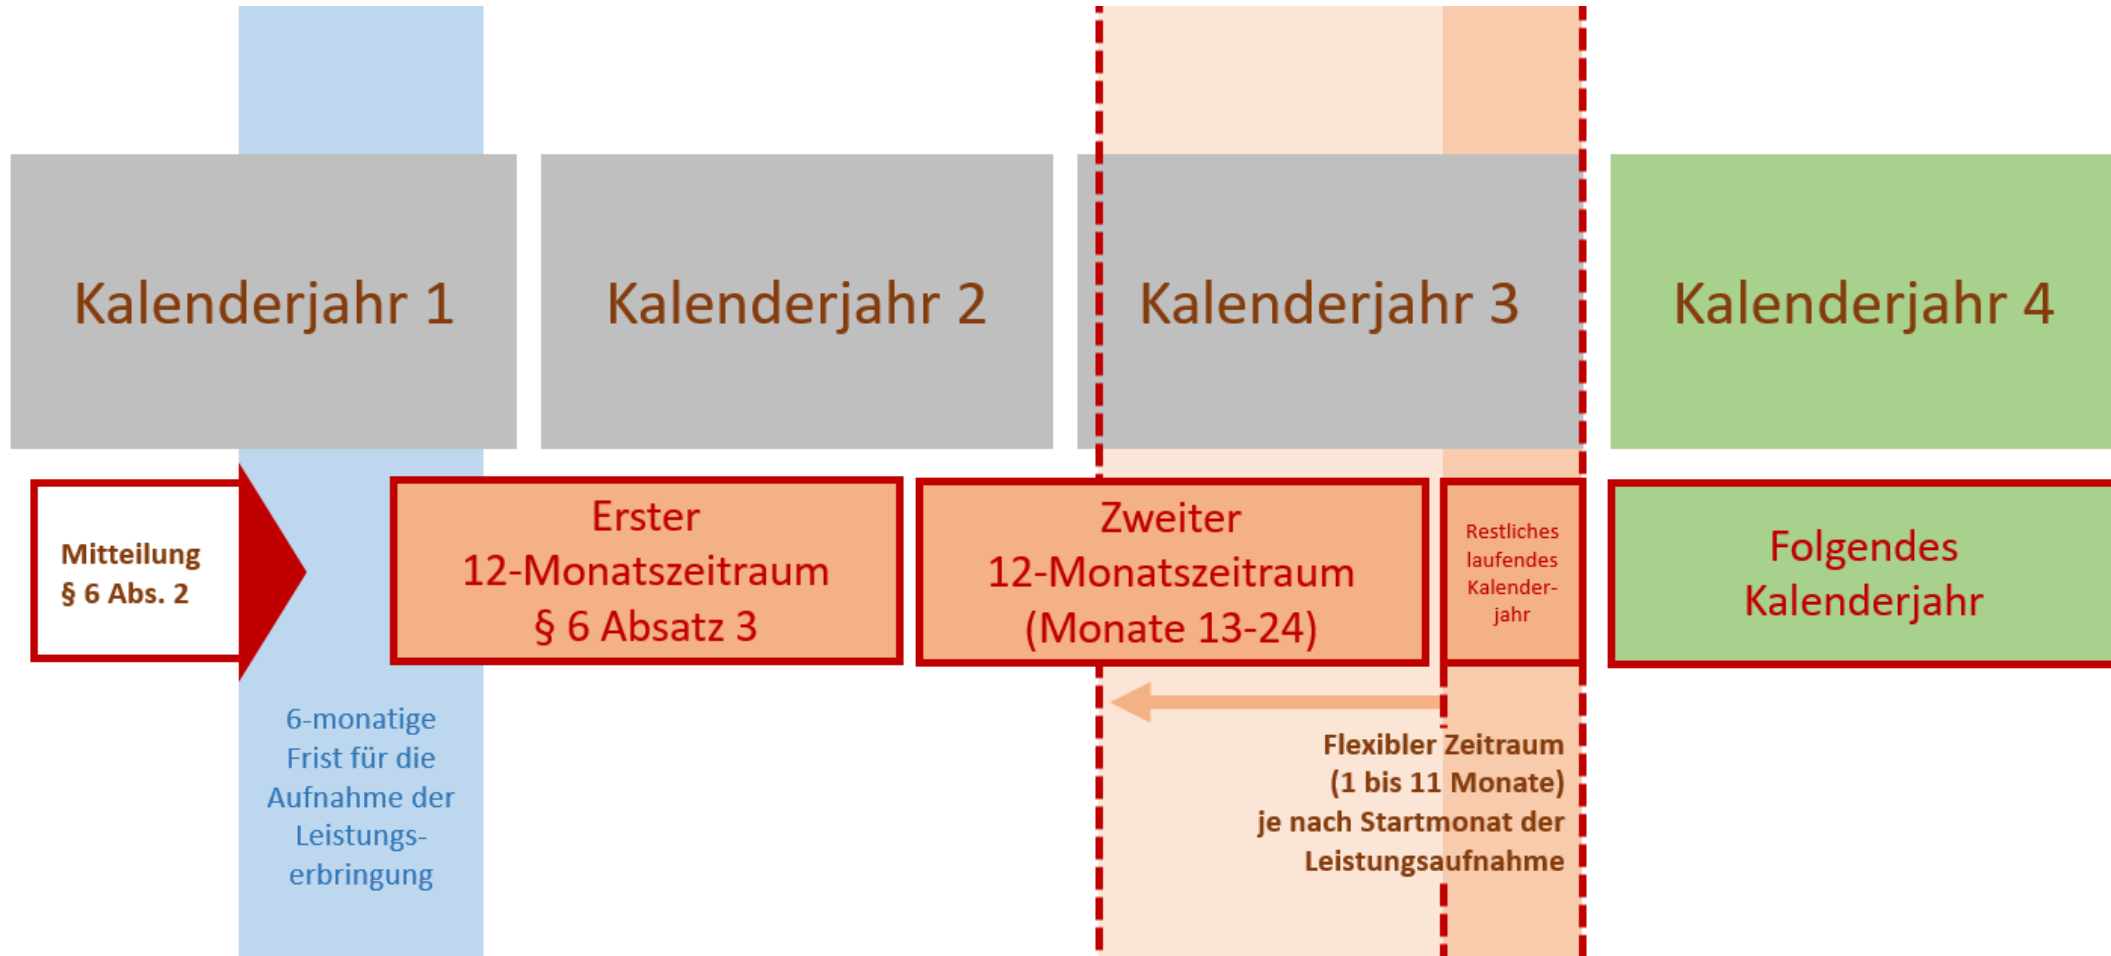 Kalenderjahr 1
Kalenderjahr 2
Kalenderjahr 3
Kalenderjahr 4
Mitteilung
§ 6 Abs. 2
Erster
12-Monatszeitraum
§ 6 Absatz 3
Zweiter
12-Monatszeitraum
(Monate 13-24)
Restliches
laufendes
Kalender-
jahr
Folgendes
Kalenderjahr
6-monatige
Frist für die
Aufnahme der
Leistungs-
erbringung
Flexibler Zeitraum
(1 bis 11 Monate)
je nach Startmonat der
Leistungsaufnahme